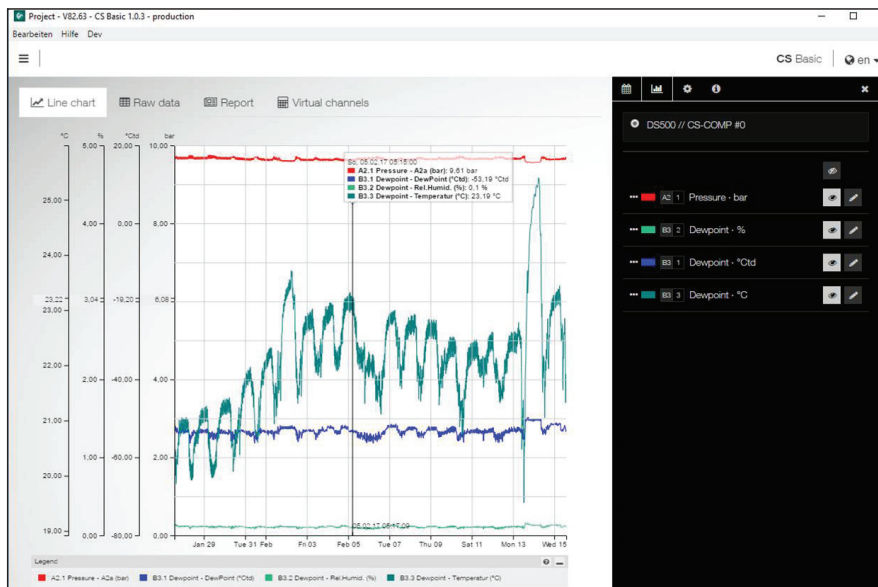 Project - V82.63 - CS Basic 1.0.3 - production
Bearbeiten Hilfe Dev
CS Basic en
Line chart Raw data Report Virtual channels
DS500 // CS-COMP #0
A2 1 Pressure · bar
B3 2 Dewpoint · %
B3 1 Dewpoint · °Ctd
B3 3 Dewpoint · °C
°C % °Ctd bar
5,00 20,00 10,00
25,00
4,00 0,00 8,00
24,00
23,22 3,04 -19,20 6,08
23,00
22,00 2,00 -40,00 4,00
21,00
1,00 -60,00 2,00
20,00
19,00 0,00 -80,00 0,00
So, 05.02.17 05:15:00
A2.1 Pressure - A2a (bar): 9,61 bar
B3.1 Dewpoint - DewPoint (°Ctd): -53,19 °Ctd
B3.2 Dewpoint - Rel.Humid. (%): 0,1 %
B3.3 Dewpoint - Temperatur (°C): 23,19 °C
05.02.17 05:17:09
Jan 29 Tue 31 Feb Fri 03 Feb 05 Tue 07 Thu 09 Sat 11 Mon 13 Wed 15
Legend
A2.1 Pressure - A2a (bar) B3.1 Dewpoint - DewPoint (°Ctd) B3.2 Dewpoint - Rel.Humid. (%) B3.3 Dewpoint - Temperatur (°C)